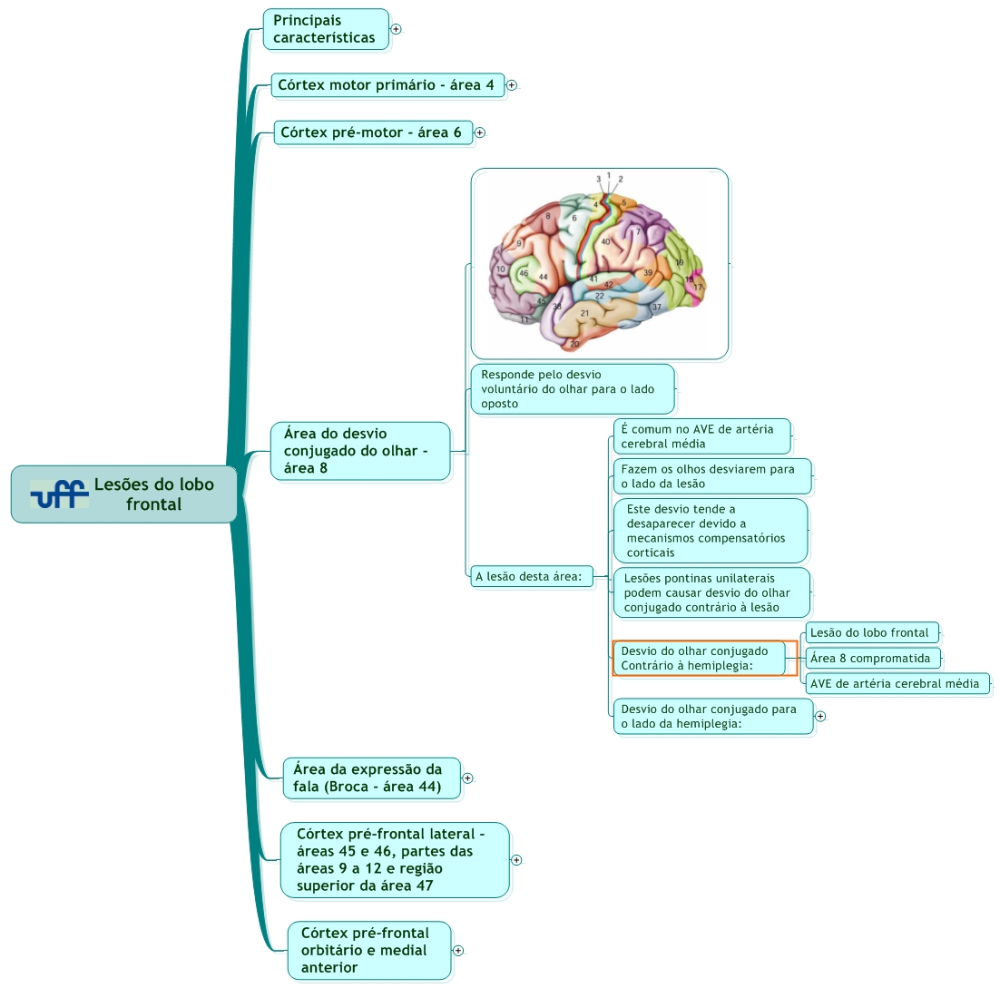 Principais
características
Córtex motor primário - área 4
Córtex pré-motor - área 6
3 1 2
4 5
8 6
7
9 40
10 46 44 19
39
41 18
42 17
45 22
38 37
11 21
20
Responde pelo desvio
voluntário do olhar para o lado
oposto
Área do desvio
conjugado do olhar -
área 8
É comum no AVE de artéria
cerebral média
Fazem os olhos desviarem para
o lado da lesão
uff
Lesões do lobo
frontal
Este desvio tende a
desaparecer devido a
mecanismos compensatórios
corticais
A lesão desta área:
Lesões pontinas unilaterais
podem causar desvio do olhar
conjugado contrário à lesão
Desvio do olhar conjugado
Contrário à hemiplegia:
Lesão do lobo frontal
Área 8 compromatida
AVE de artéria cerebral média
Desvio do olhar conjugado para
o lado da hemiplegia:
Área da expressão da
fala (Broca - área 44)
Córtex pré-frontal lateral -
áreas 45 e 46, partes das
áreas 9 a 12 e região
superior da área 47
Córtex pré-frontal
orbitário e medial
anterior